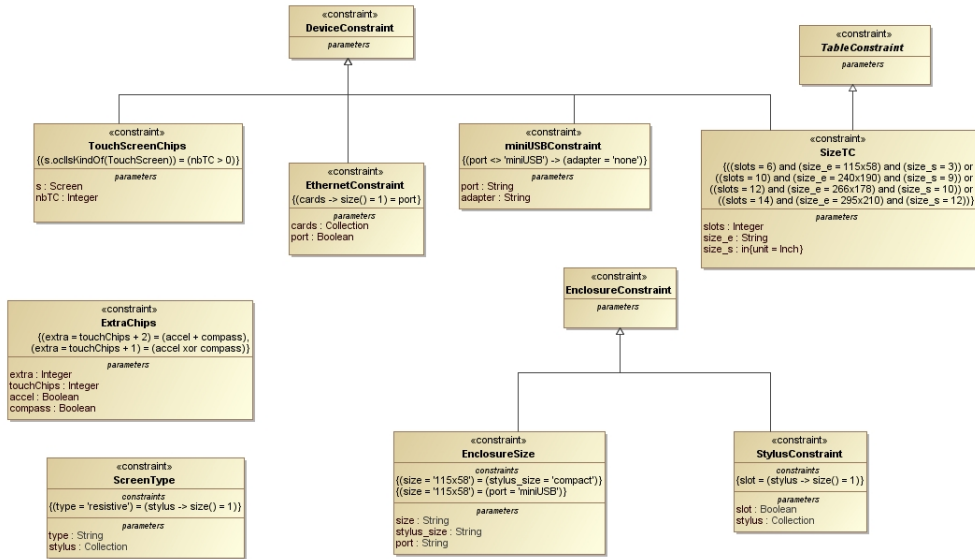 «constraint»
DeviceConstraint
parameters
«constraint»
TableConstraint
parameters
«constraint»
TouchScreenChips
{(s.oclIsKindOf(TouchScreen)) = (nbTC > 0)}
parameters
s : Screen
nbTC : Integer
«constraint»
EthernetConstraint
{(cards -> size() = 1) = port}
parameters
cards : Collection
port : Boolean
«constraint»
miniUSBConstraint
{(port <> 'miniUSB') -> (adapter = 'none')}
parameters
port : String
adapter : String
«constraint»
SizeTC
{((slots = 6) and (size_e = 115x58) and (size_s = 3)) or
((slots = 10) and (size_e = 240x190) and (size_s = 9)) or
((slots = 12) and (size_e = 266x178) and (size_s = 10)) or
((slots = 14) and (size_e = 295x210) and (size_s = 12))}
parameters
slots : Integer
size_e : String
size_s : in{unit = Inch}
«constraint»
EnclosureConstraint
parameters
«constraint»
ExtraChips
{(extra = touchChips + 2) = (accel + compass),
(extra = touchChips + 1) = (accel xor compass)}
parameters
extra : Integer
touchChips : Integer
accel : Boolean
compass : Boolean
«constraint»
ScreenType
constraints
{(type = 'resistive') = (stylus -> size() = 1)}
parameters
type : String
stylus : Collection
«constraint»
EnclosureSize
constraints
{(size = '115x58') = (stylus_size = 'compact')}
{(size = '115x58') = (port = 'miniUSB')}
parameters
size : String
stylus_size : String
port : String
«constraint»
StylusConstraint
constraints
{slot = (stylus -> size() = 1)}
parameters
slot : Boolean
stylus : Collection